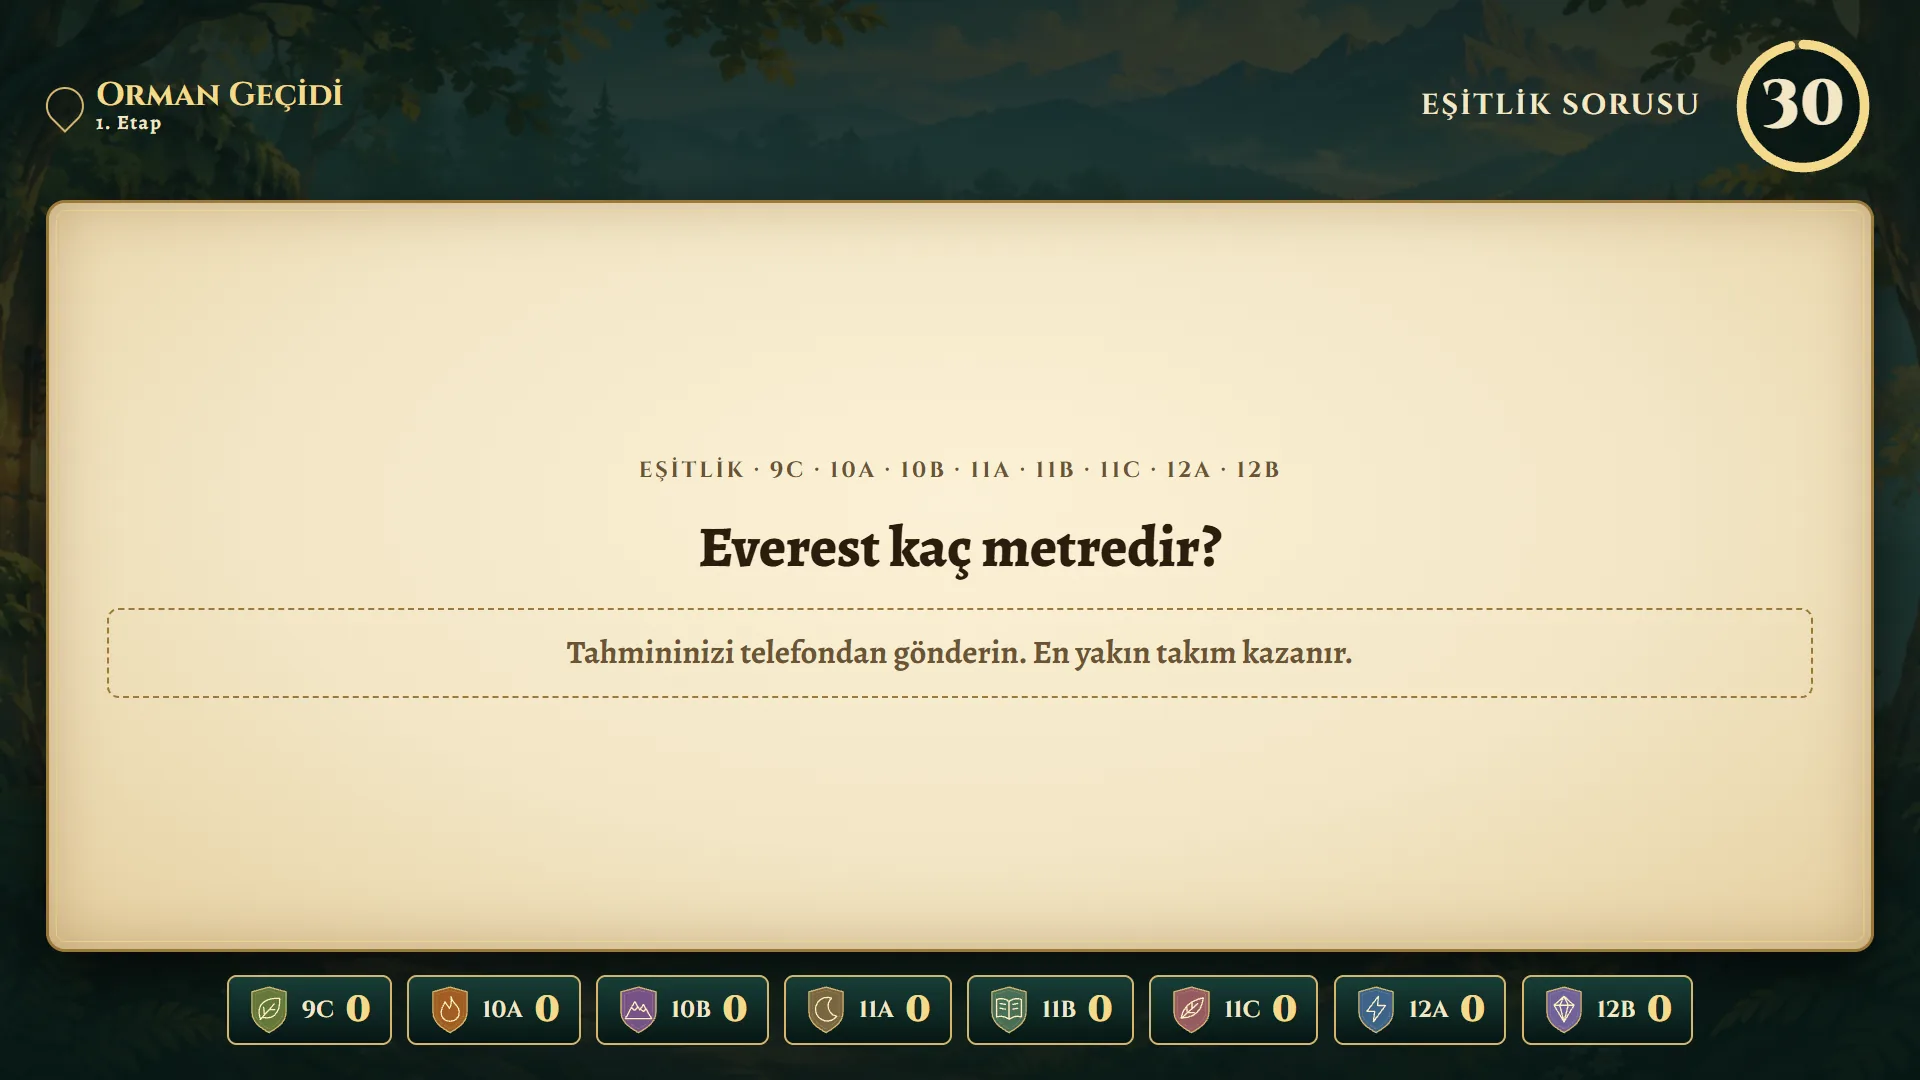 ORMAN GEÇİDİ
1. Etap
EŞİTLİK SORUSU
30
EŞİTLİK · 9C · 10A · 10B · 11A · 11B · 11C · 12A · 12B
Everest kaç metredir?
Tahmininizi telefondan gönderin. En yakın takım kazanır.
9C 0 10A 0 10B 0 11A 0 11B 0 11C 0 12A 0 12B 0